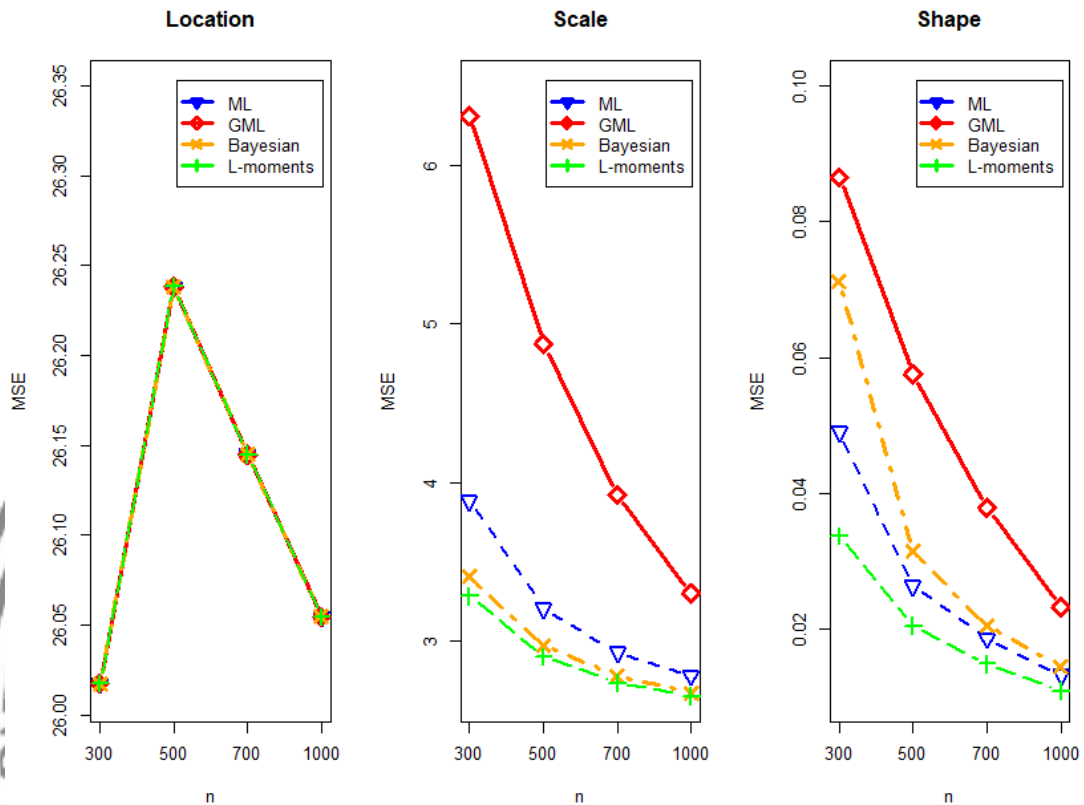 Location
MSE
26.35
26.30
26.25
26.20
26.15
26.10
26.05
26.00
ML
GML
Bayesian
L-moments
300 500 700 1000
n
Scale
MSE
6
5
4
3
ML
GML
Bayesian
L-moments
300 500 700 1000
n
Shape
MSE
0.10
0.08
0.06
0.04
0.02
ML
GML
Bayesian
L-moments
300 500 700 1000
n